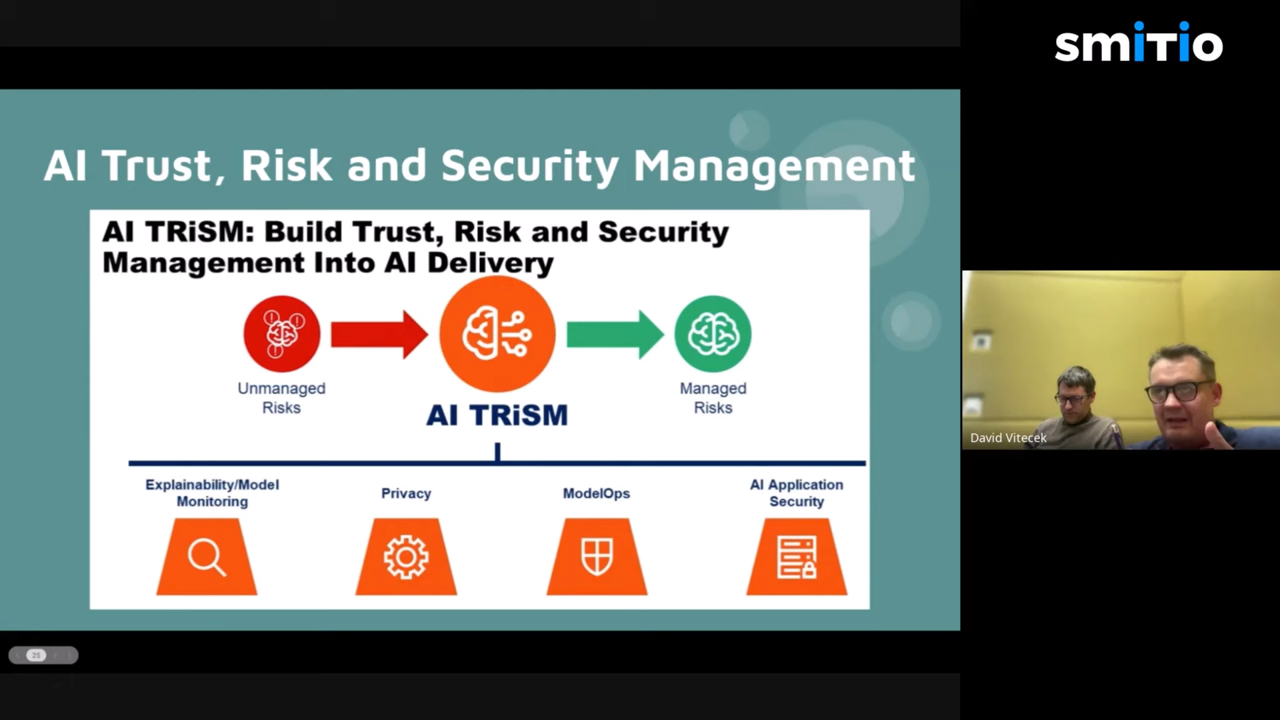 smiTio
AI Trust, Risk and Security Management
AI TRiSM: Build Trust, Risk and Security
Management Into AI Delivery
Unmanaged
Risks
AI TRiSM
Managed
Risks
Explainability/Model
Monitoring
Privacy
ModelOps
AI Application
Security
David Vitecek
25